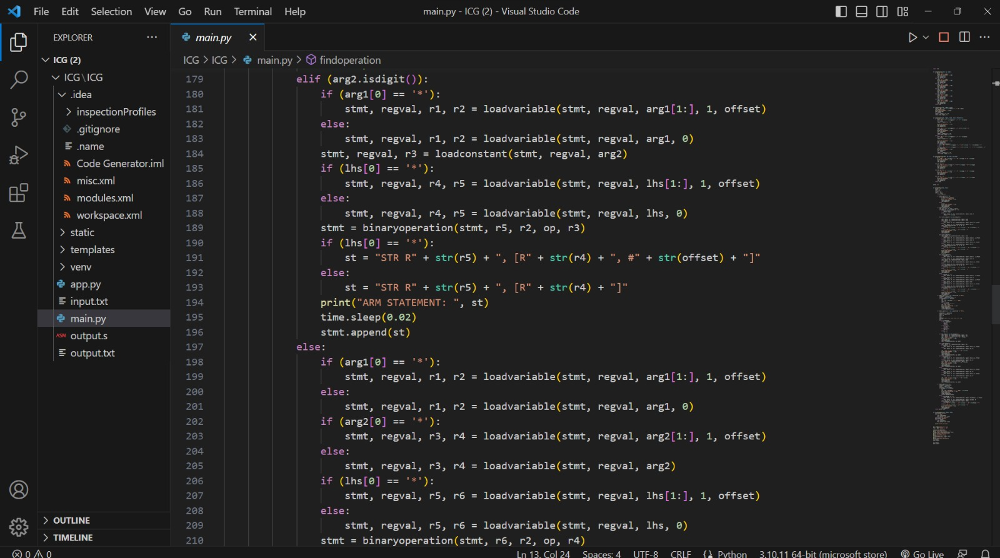 File Edit Selection View Go Run Terminal Help main.py - ICG (2) - Visual Studio Code
EXPLORER ...
ICG (2)
ICG\ICG
.idea
inspectionProfiles
.gitignore
.name
Code Generator.iml
misc.xml
modules.xml
workspace.xml
static
templates
venv
app.py
input.txt
main.py
ASM output.s
output.txt
OUTLINE
TIMELINE
main.py
ICG > ICG > main.py > findoperation
179 elif (arg2.isdigit()):
180 if (arg1[0] == '*'):
181 stmt, regval, r1, r2 = loadvariable(stmt, regval, arg1[1:], 1, offset)
182 else:
183 stmt, regval, r1, r2 = loadvariable(stmt, regval, arg1, 0)
184 stmt, regval, r3 = loadconstant(stmt, regval, arg2)
185 if (lhs[0] == '*'):
186 stmt, regval, r4, r5 = loadvariable(stmt, regval, lhs[1:], 1, offset)
187 else:
188 stmt, regval, r4, r5 = loadvariable(stmt, regval, lhs, 0)
189 stmt = binaryoperation(stmt, r5, r2, op, r3)
190 if (lhs[0] == '*'):
191 st = "STR R" + str(r5) + ", [R" + str(r4) + ", #" + str(offset) + "]"
192 else:
193 st = "STR R" + str(r5) + ", [R" + str(r4) + "]"
194 print("ARM STATEMENT: ", st)
195 time.sleep(0.02)
196 stmt.append(st)
197 else:
198 if (arg1[0] == '*'):
199 stmt, regval, r1, r2 = loadvariable(stmt, regval, arg1[1:], 1, offset)
200 else:
201 stmt, regval, r1, r2 = loadvariable(stmt, regval, arg1, 0)
202 if (arg2[0] == '*'):
203 stmt, regval, r3, r4 = loadvariable(stmt, regval, arg2[1:], 1, offset)
204 else:
205 stmt, regval, r3, r4 = loadvariable(stmt, regval, arg2)
206 if (lhs[0] == '*'):
207 stmt, regval, r5, r6 = loadvariable(stmt, regval, lhs[1:], 1, offset)
208 else:
209 stmt, regval, r5, r6 = loadvariable(stmt, regval, lhs, 0)
210 stmt = binaryoperation(stmt, r6, r2, op, r4)
0 0 Ln 13, Col 24 Spaces: 4 UTF-8 CRLF {} Python 3.10.11 64-bit (microsoft store) Go Live